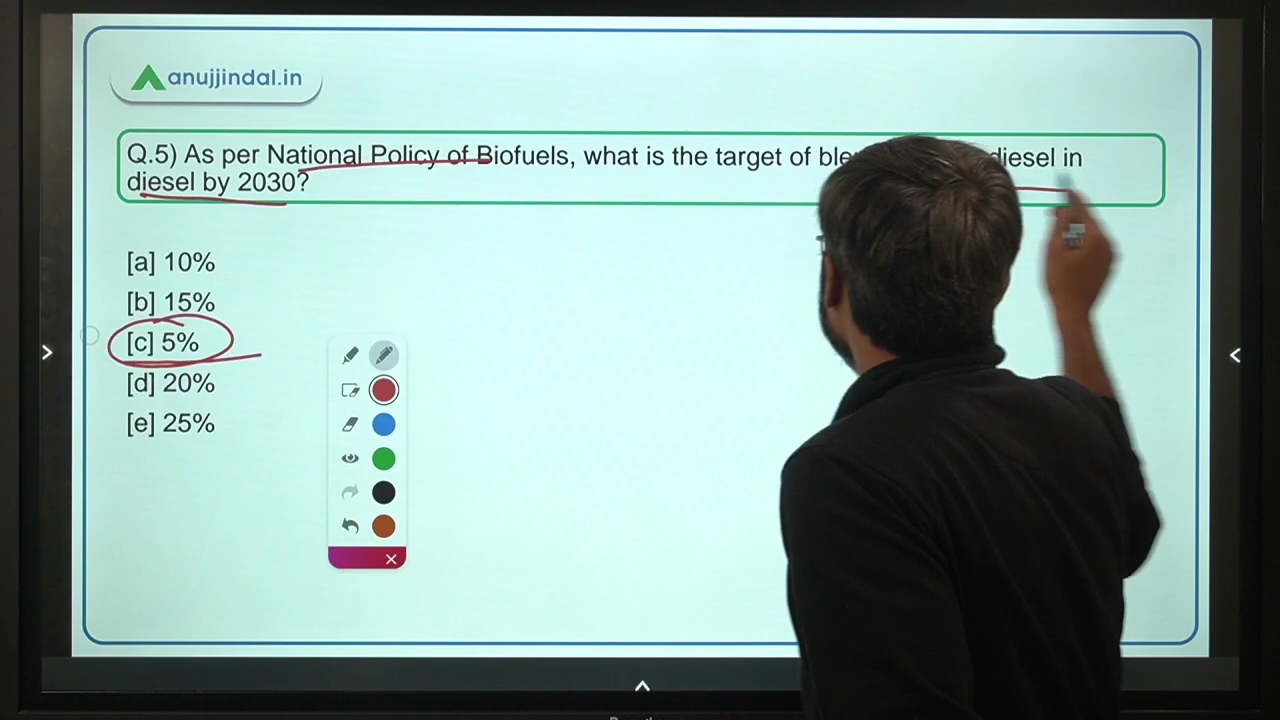 anujjindal.in
Q.5) As per National Policy of Biofuels, what is the target of diesel in
diesel by 2030?
[a] 10%
[b] 15%
[c] 5%
[d] 20%
[e] 25%